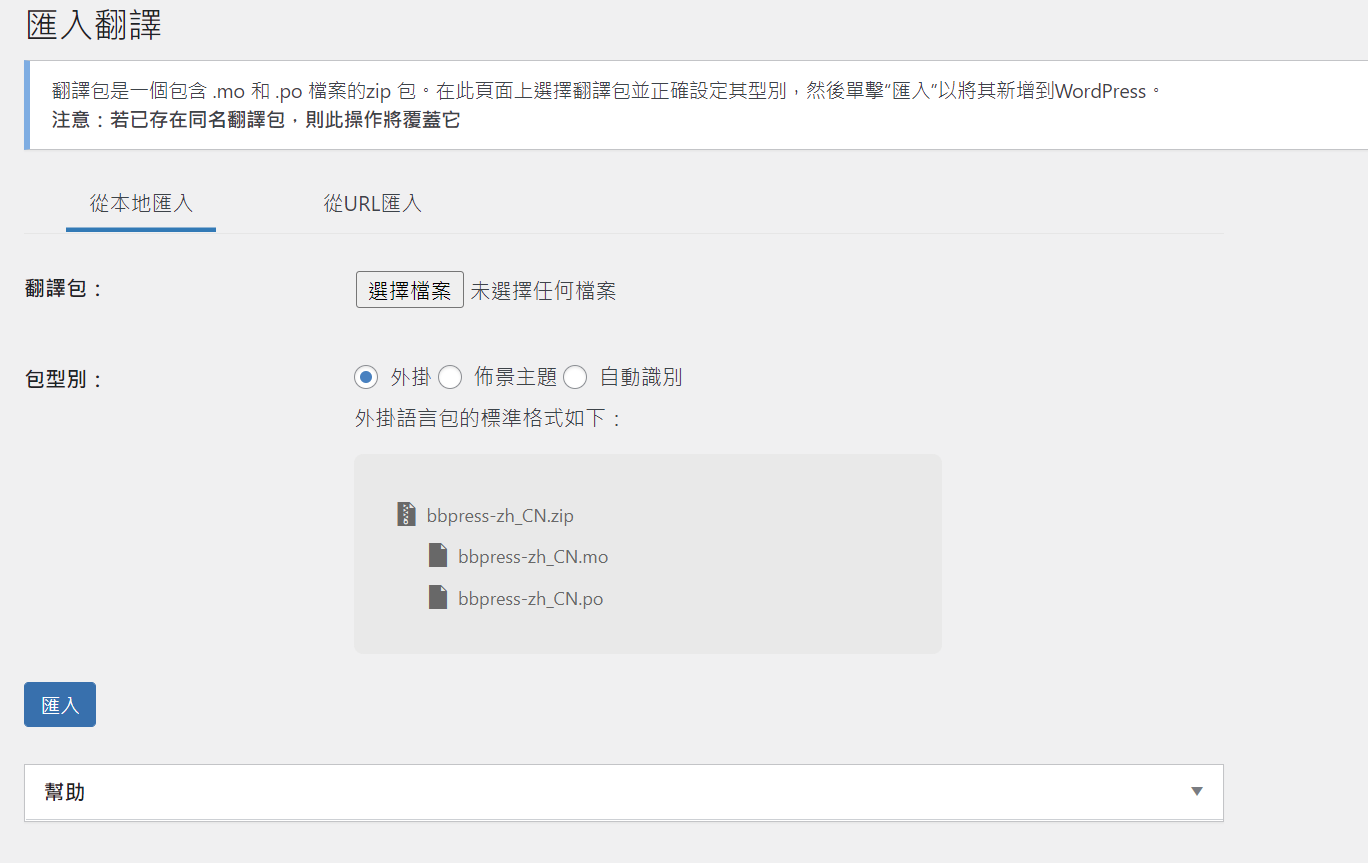 匯入翻譯
翻譯包是一個包含 .mo 和 .po 檔案的zip 包。在此頁面上選擇翻譯包並正確設定其型別，然後單擊“匯入”以將其新增到WordPress。
注意：若已存在同名翻譯包，則此操作將覆蓋它
從本地匯入 從URL匯入
翻譯包： 選擇檔案 未選擇任何檔案
包型別： 外掛 佈景主題 自動識別
外掛語言包的標準格式如下：
bbpress-zh_CN.zip
bbpress-zh_CN.mo
bbpress-zh_CN.po
匯入
幫助